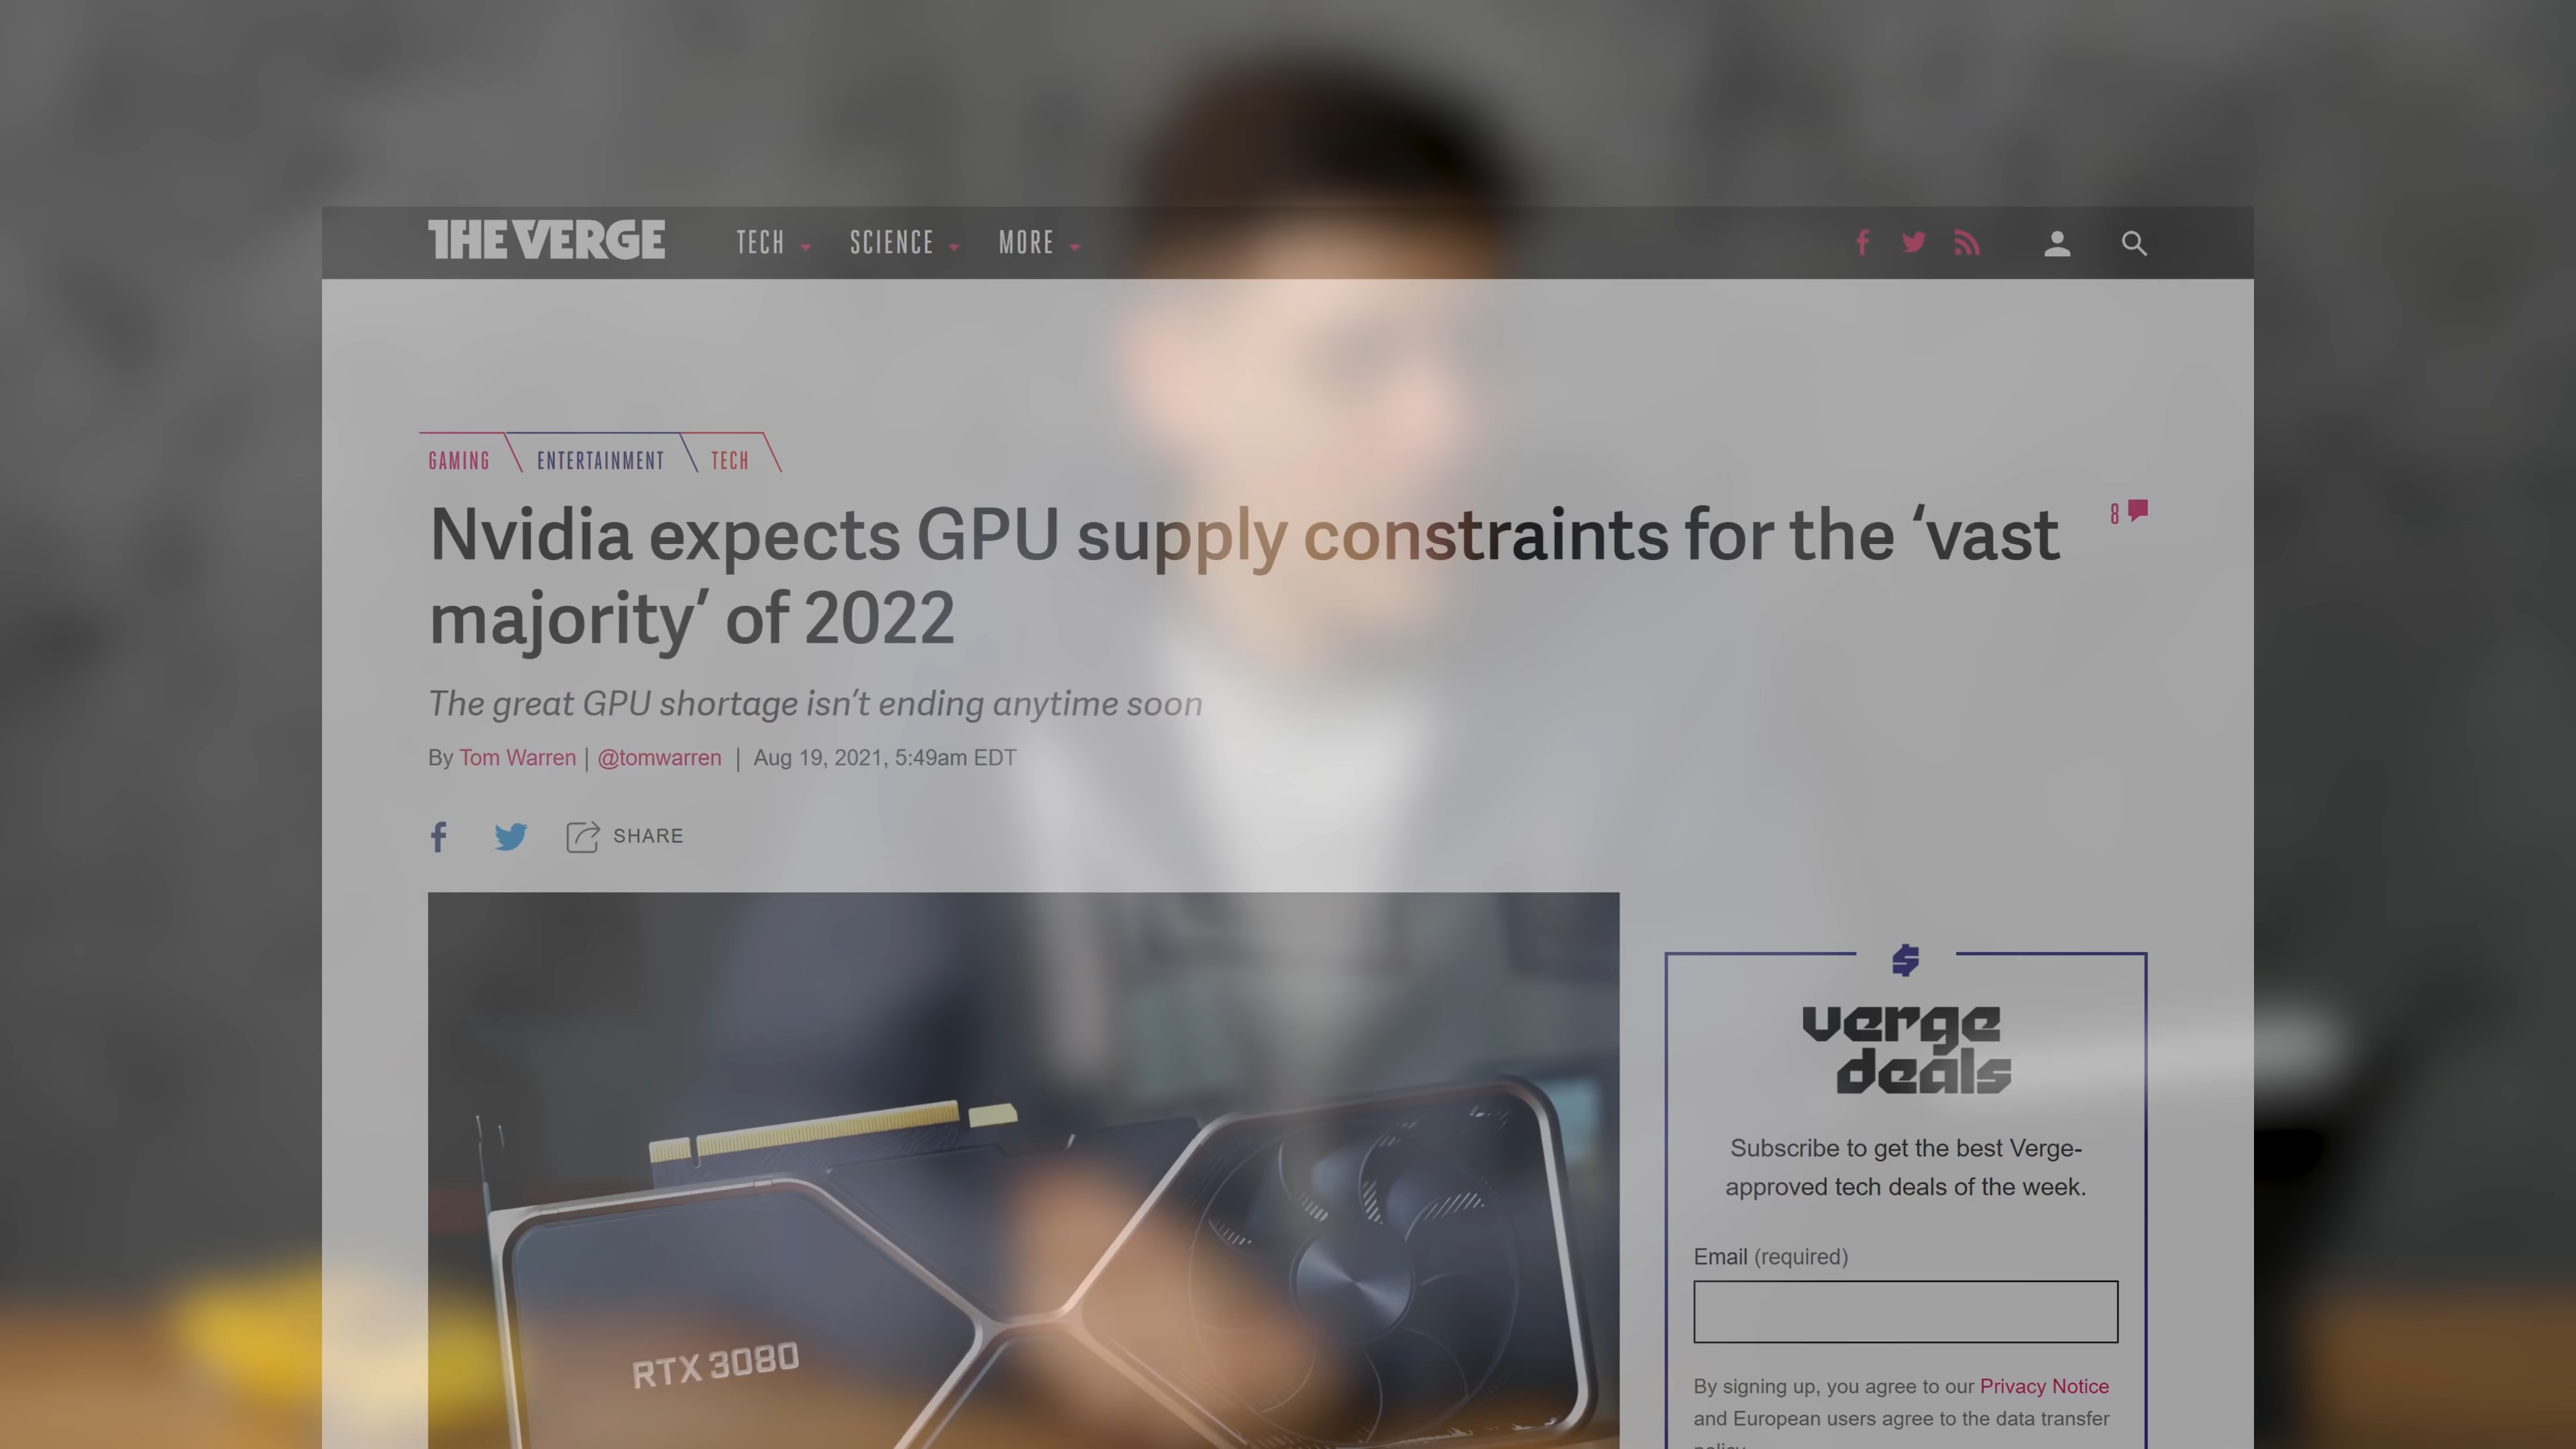 THE VERGE TECH SCIENCE MORE
GAMING ENTERTAINMENT TECH
Nvidia expects GPU supply constraints for the ‘vast
majority’ of 2022
8
The great GPU shortage isn’t ending anytime soon
By Tom Warren | @tomwarren | Aug 19, 2021, 5:49am EDT
SHARE
RTX 3080
verge
deals
Subscribe to get the best Verge-
approved tech deals of the week.
Email (required)
By signing up, you agree to our Privacy Notice
and European users agree to the data transfer